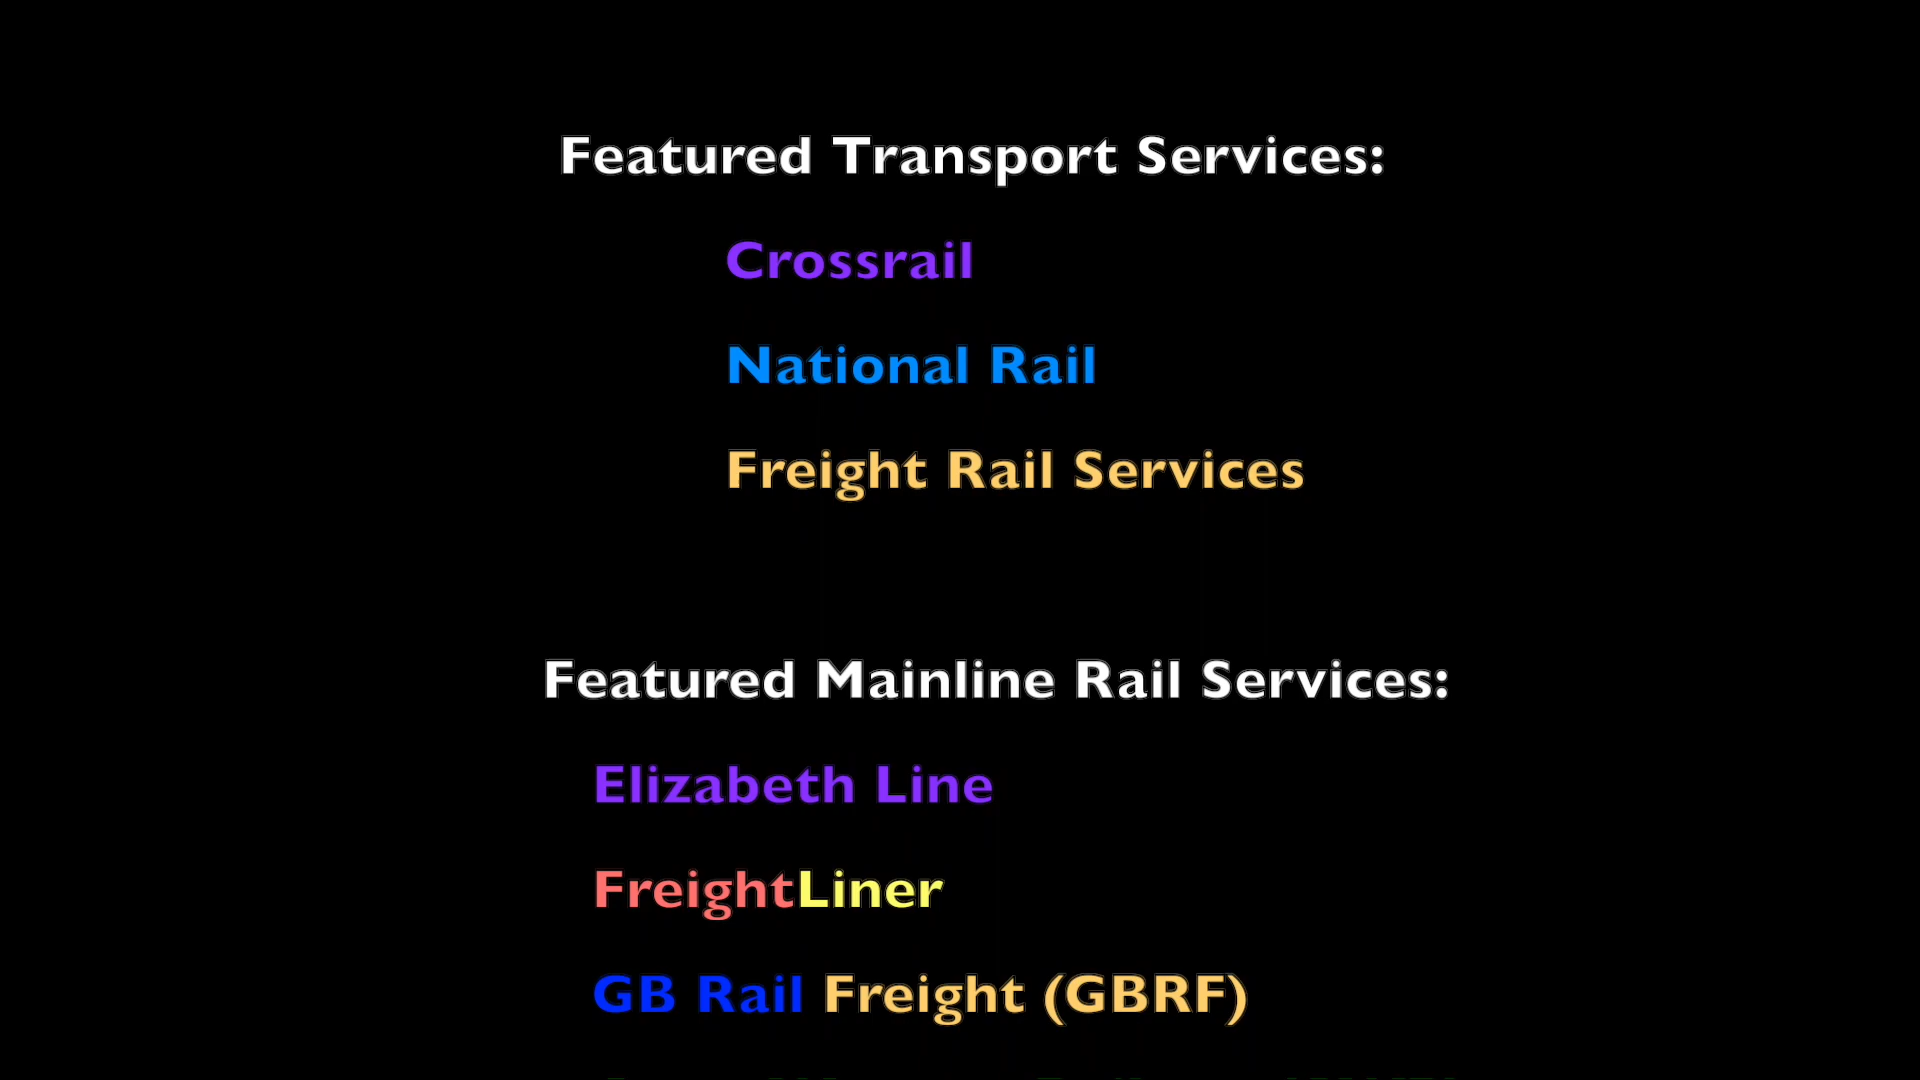 Featured Transport Services:
Crossrail
National Rail
Freight Rail Services
Featured Mainline Rail Services:
Elizabeth Line
FreightLiner
GB Rail Freight (GBRF)